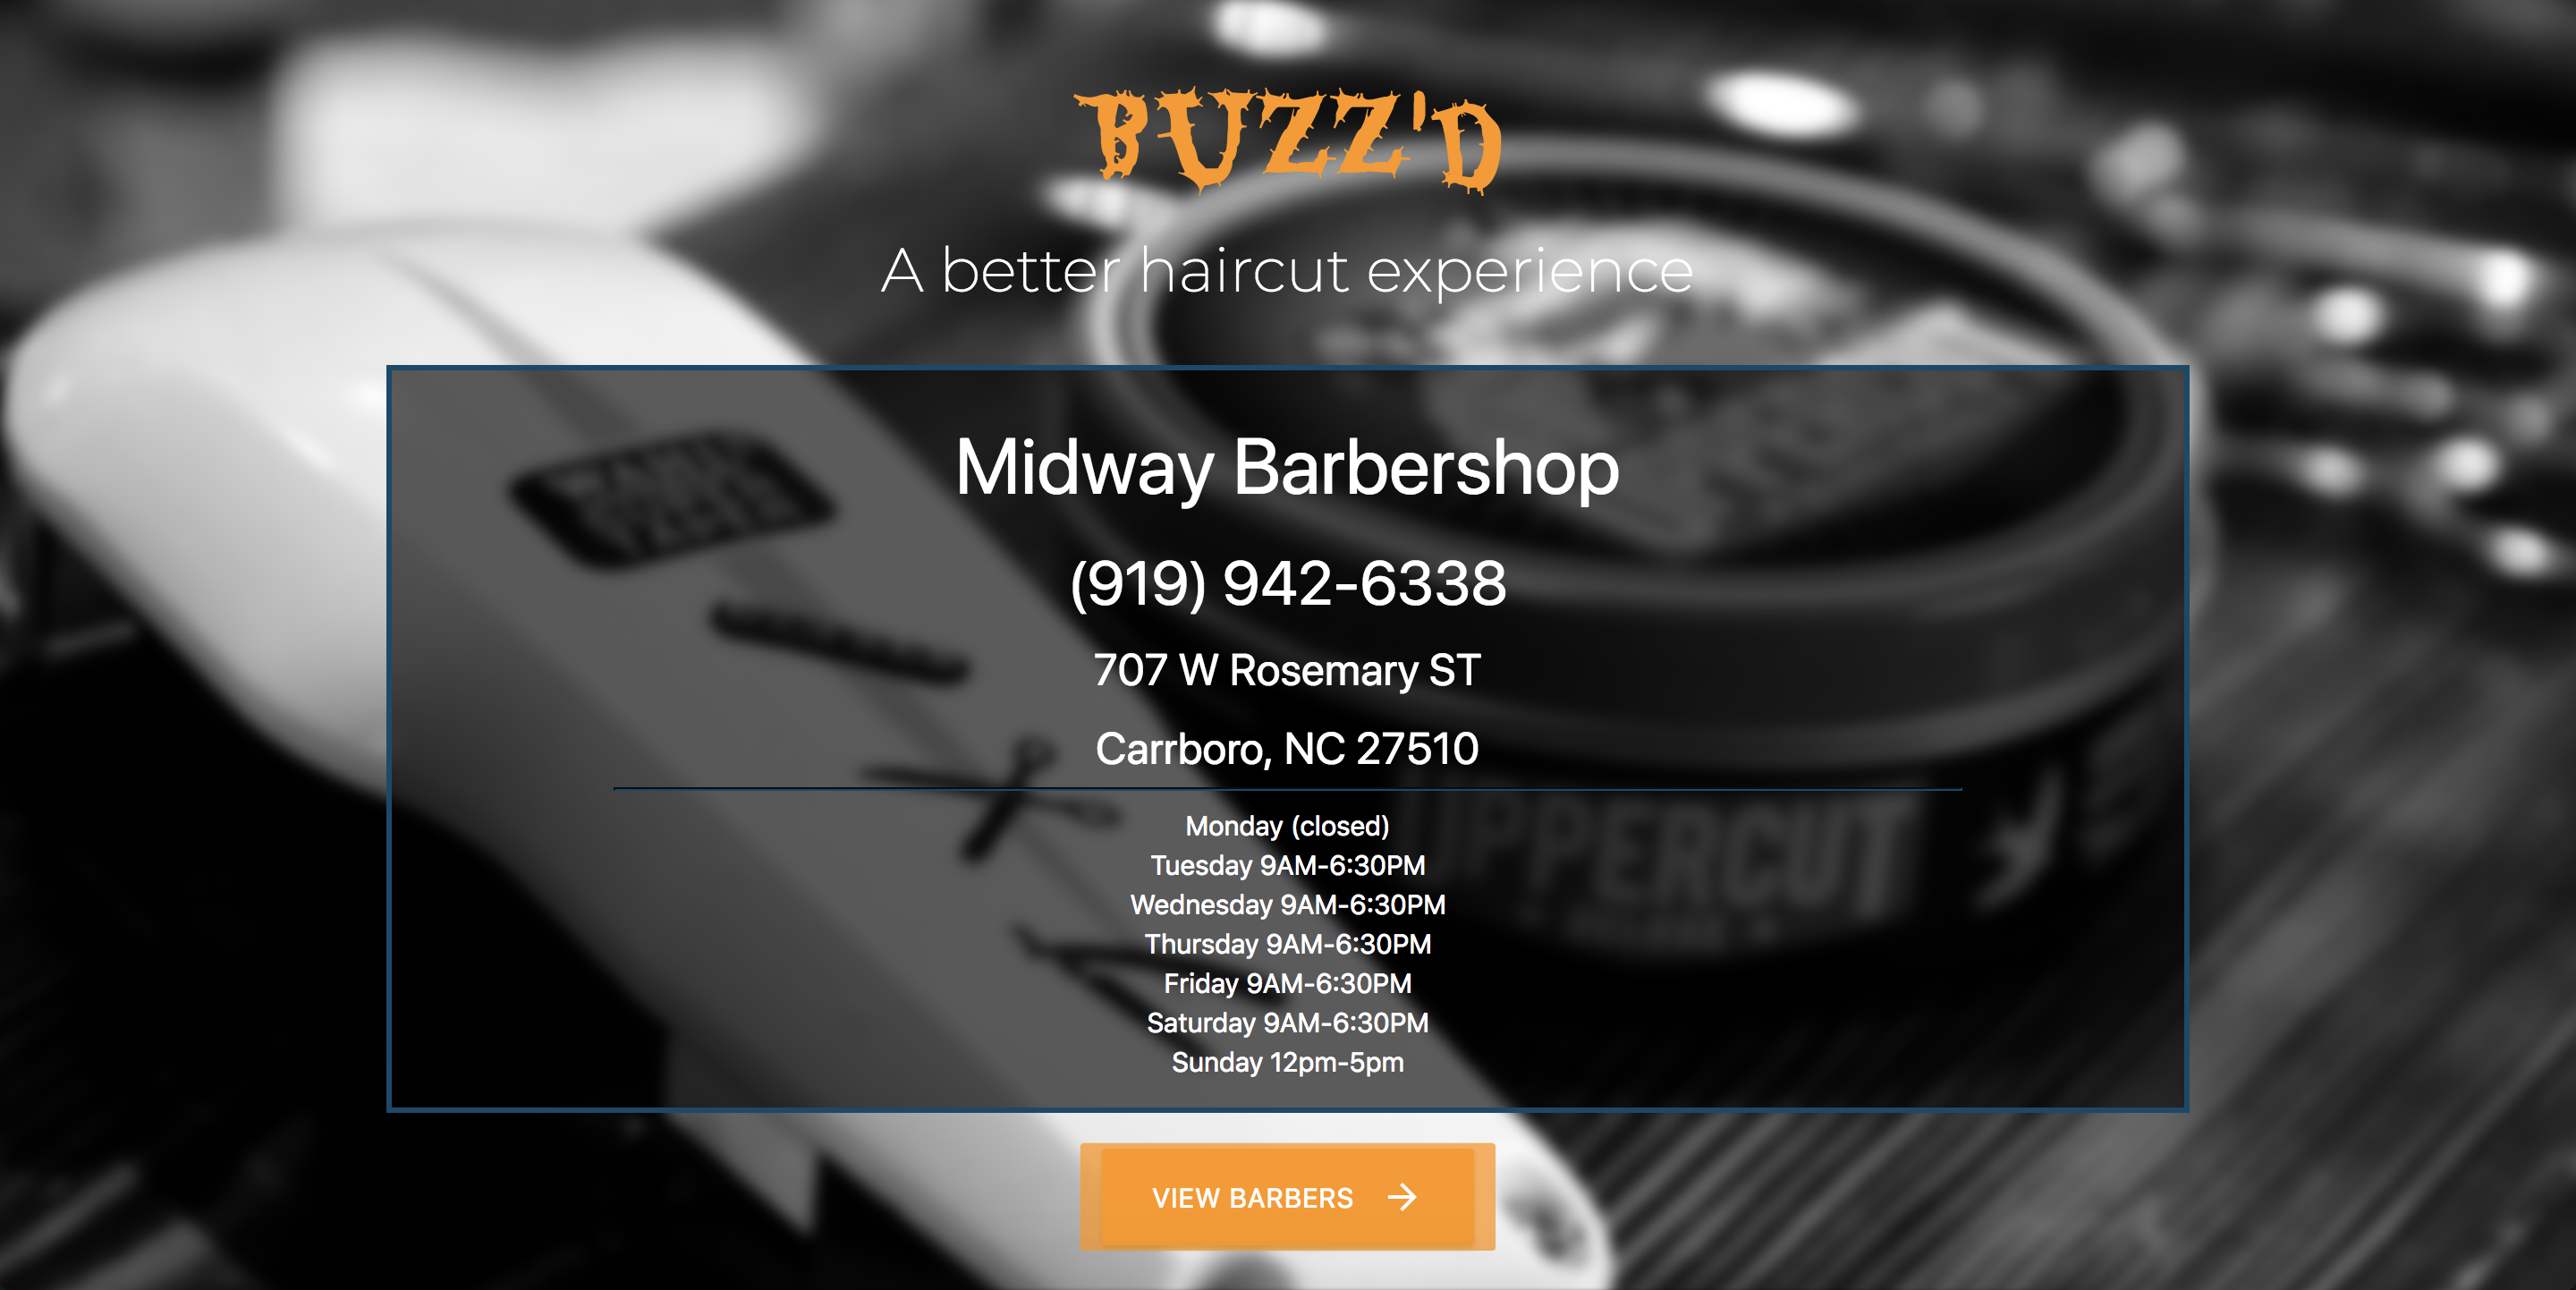 BUZZ'D
A better haircut experience
Midway Barbershop
(919) 942-6338
707 W Rosemary ST
Carrboro, NC 27510
Monday (closed)
Tuesday 9AM-6:30PM
Wednesday 9AM-6:30PM
UPPERCUT
Thursday 9AM-6:30PM
Friday 9AM-6:30PM
Saturday 9AM-6:30PM
Sunday 12pm-5pm
VIEW BARBERS